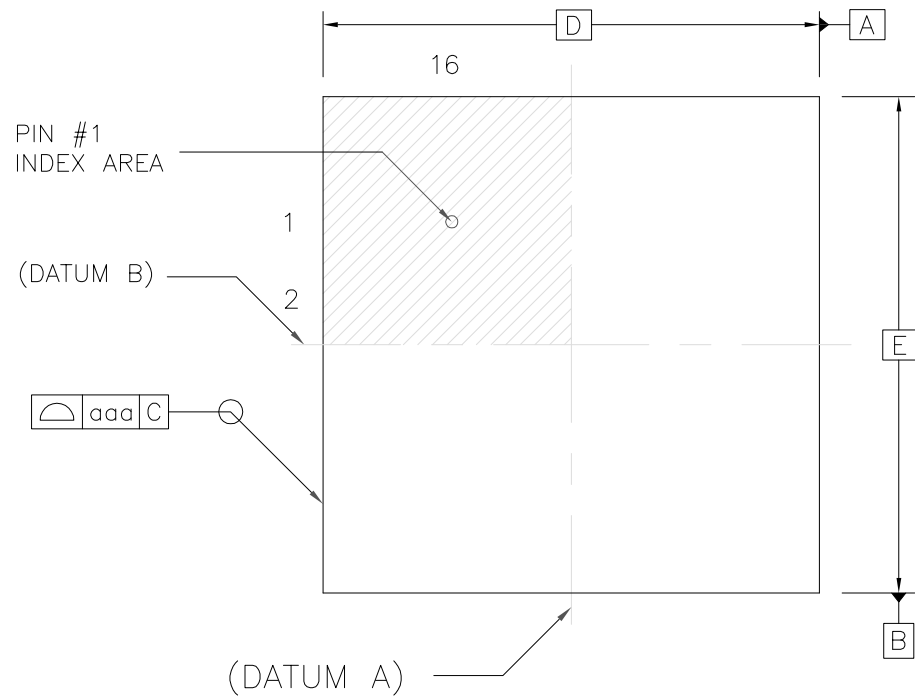 D
A
16
PIN #1
INDEX AREA
1
(DATUM B)
2
E
aaa C
B
(DATUM A)